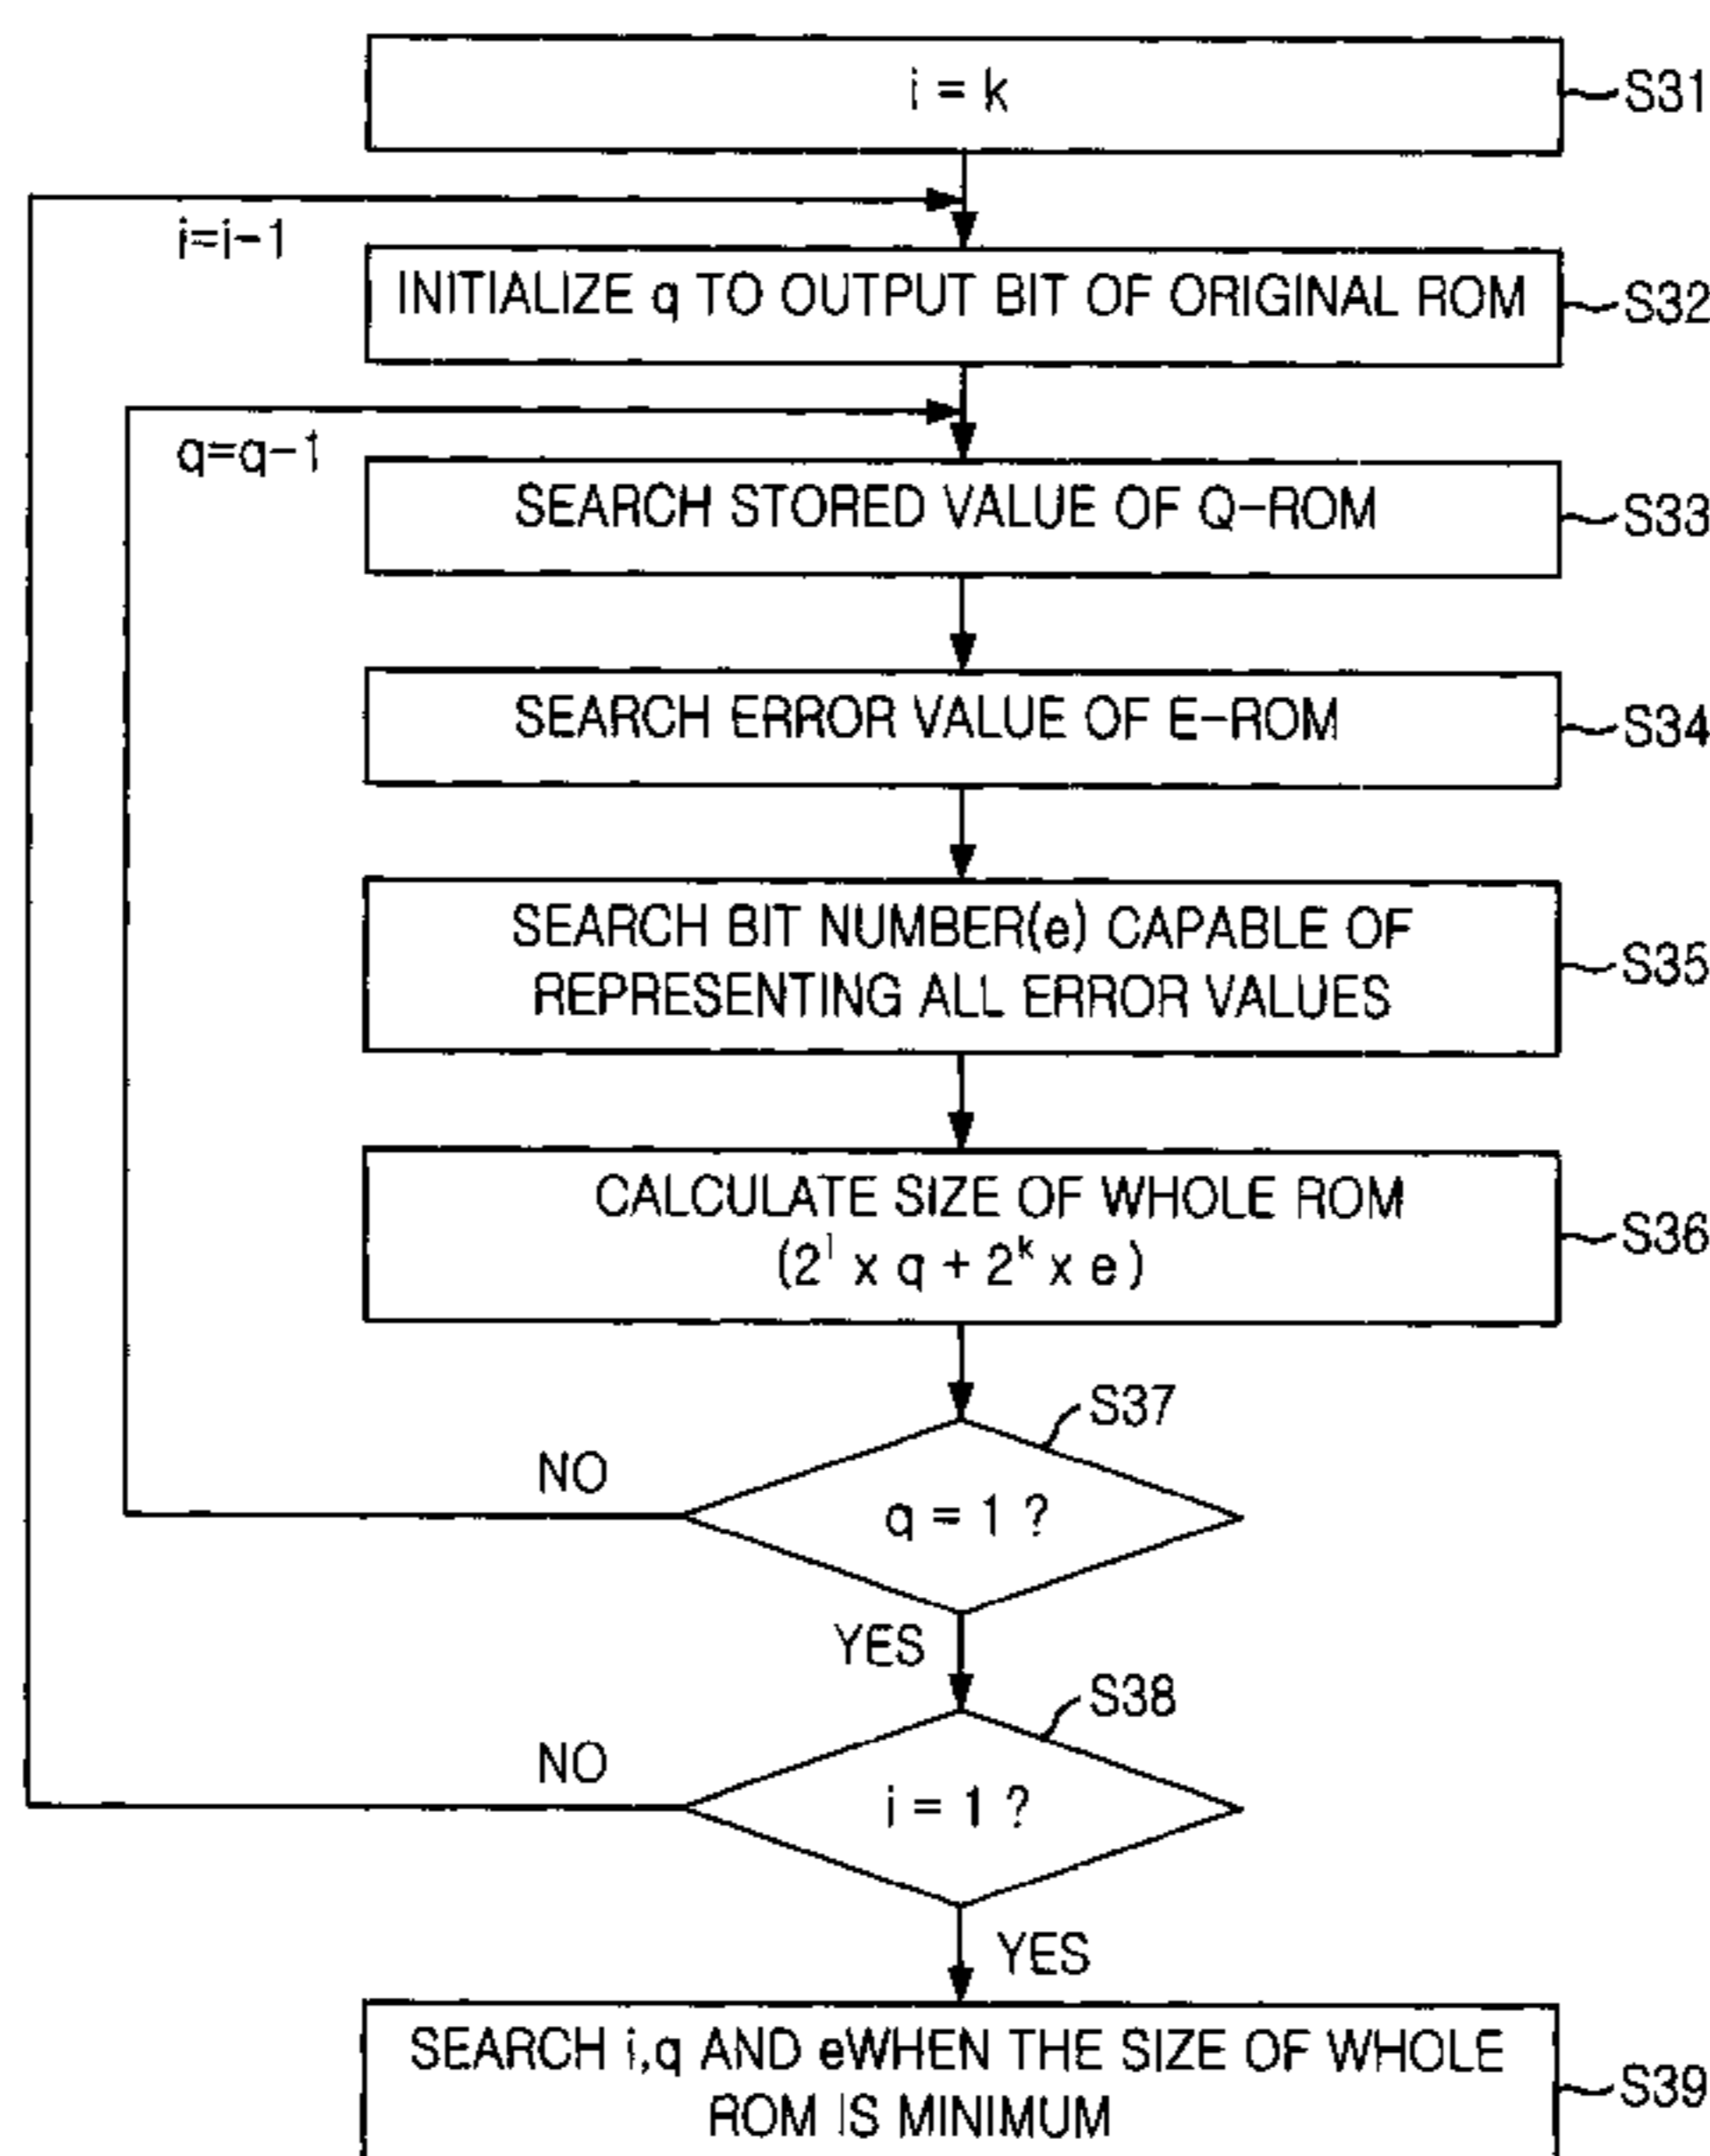 i = k
S31
i=i-1
INITIALIZE q TO OUTPUT BIT OF ORIGINAL ROM
S32
q=q-1
SEARCH STORED VALUE OF Q-ROM
S33
SEARCH ERROR VALUE OF E-ROM
S34
SEARCH BIT NUMBER(e) CAPABLE OF
REPRESENTING ALL ERROR VALUES
S35
CALCULATE SIZE OF WHOLE ROM
(2^i x q + 2^k x e)
S36
S37
NO
q = 1 ?
YES
S38
NO
i = 1 ?
YES
SEARCH i,q AND eWHEN THE SIZE OF WHOLE
ROM IS MINIMUM
S39